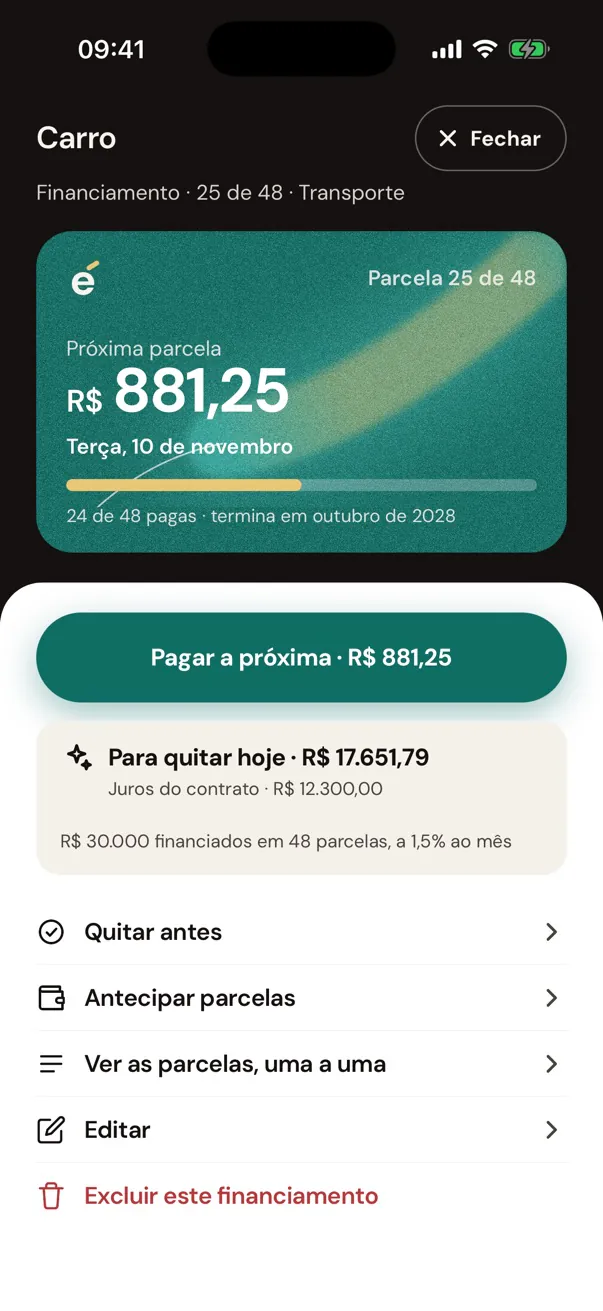 09:41
Carro
Fechar
Financiamento · 25 de 48 · Transporte
é
Parcela 25 de 48
Próxima parcela
R$ 881,25
Terça, 10 de novembro
24 de 48 pagas · termina em outubro de 2028
Pagar a próxima · R$ 881,25
Para quitar hoje · R$ 17.651,79
Juros do contrato · R$ 12.300,00
R$ 30.000 financiados em 48 parcelas, a 1,5% ao mês
Quitar antes
Antecipar parcelas
Ver as parcelas, uma a uma
Editar
Excluir este financiamento